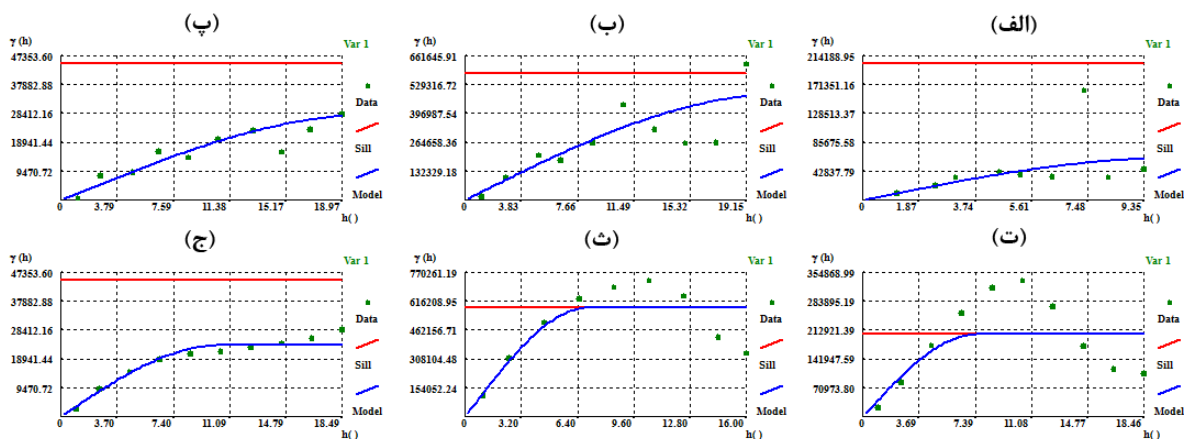 (پ)
γ (h)
Var 1
47353.60
37882.88
28412.16
18941.44
9470.72
0 3.79 7.59 11.38 15.17 18.97
h( )
Data
Sill
Model
(ب)
γ (h)
Var 1
661645.91
529316.72
396987.54
264658.36
132329.18
0 3.83 7.66 11.49 15.32 19.15
h( )
Data
Sill
Model
(الف)
γ (h)
Var 1
214188.95
171351.16
128513.37
85675.58
42837.79
0 1.87 3.74 5.61 7.48 9.35
h( )
Data
Sill
Model
(ج)
γ (h)
Var 1
47353.60
37882.88
28412.16
18941.44
9470.72
0.00 3.70 7.40 11.09 14.79 18.49
h( )
Data
Sill
Model
(ث)
γ (h)
Var 1
770261.19
616208.95
462156.71
308104.48
154052.24
0 3.20 6.40 9.60 12.80 16.00
h( )
Data
Sill
Model
(ت)
γ (h)
Var 1
354868.99
283895.19
212921.39
141947.59
70973.80
0 3.69 7.39 11.08 14.77 18.46
h( )
Data
Sill
Model